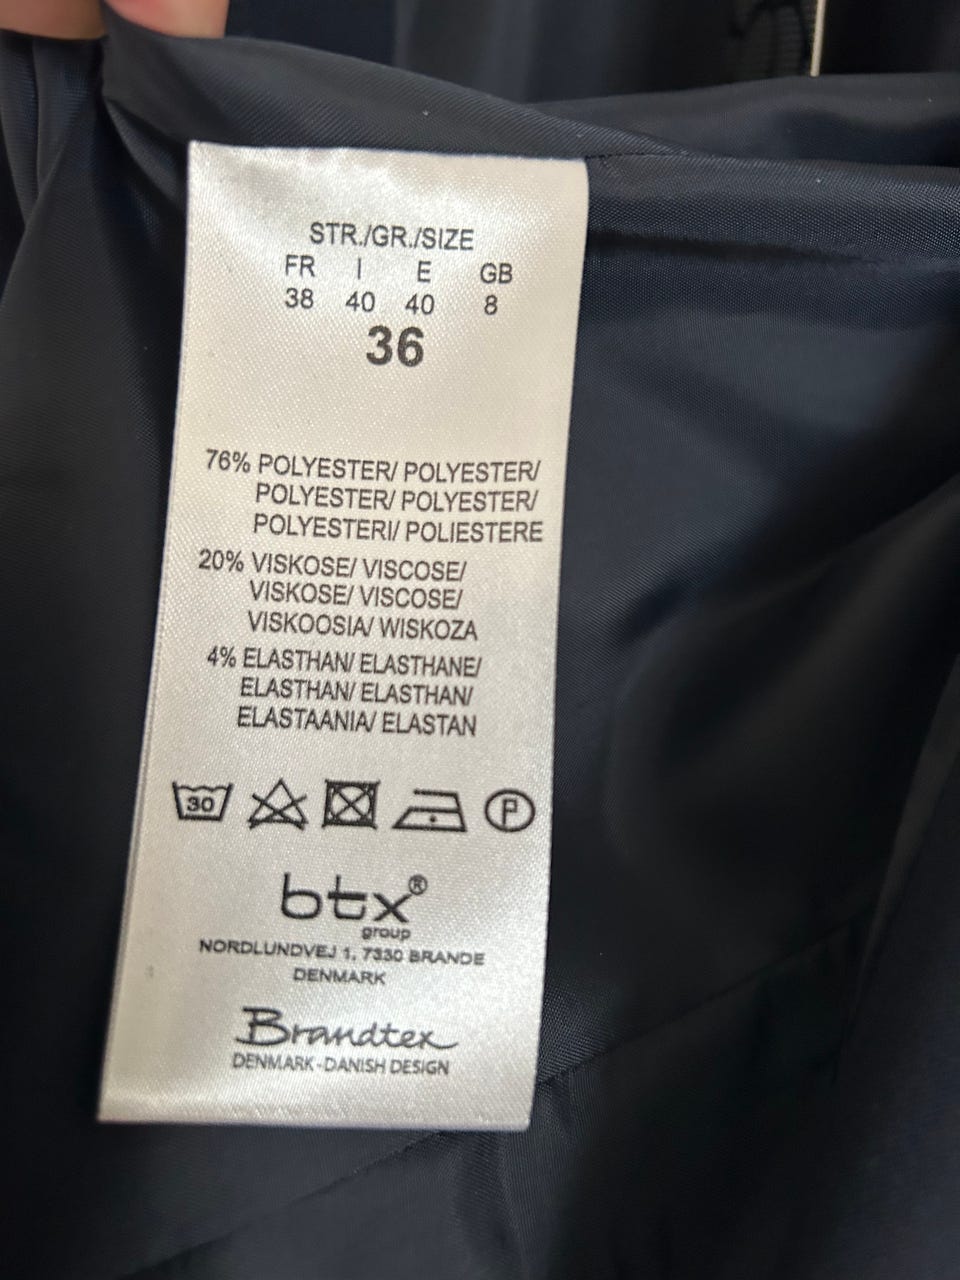 STR./GR./SIZE
FR I E GB
38 40 40 8
36
76% POLYESTER/ POLYESTER/
POLYESTER/ POLYESTER/
POLYESTERI/ POLIESTERE
20% VISKOSE/ VISCOSE/
VISKOSE/ VISCOSE/
VISKOOSIA/ WISKOZA
4% ELASTHAN/ ELASTHANE/
ELASTHAN/ ELASTHAN/
ELASTAANIA/ ELASTAN
30 P
btx®
group
NORDLUNDVEJ 1, 7330 BRANDE
DENMARK
Brandtex
DENMARK - DANISH DESIGN